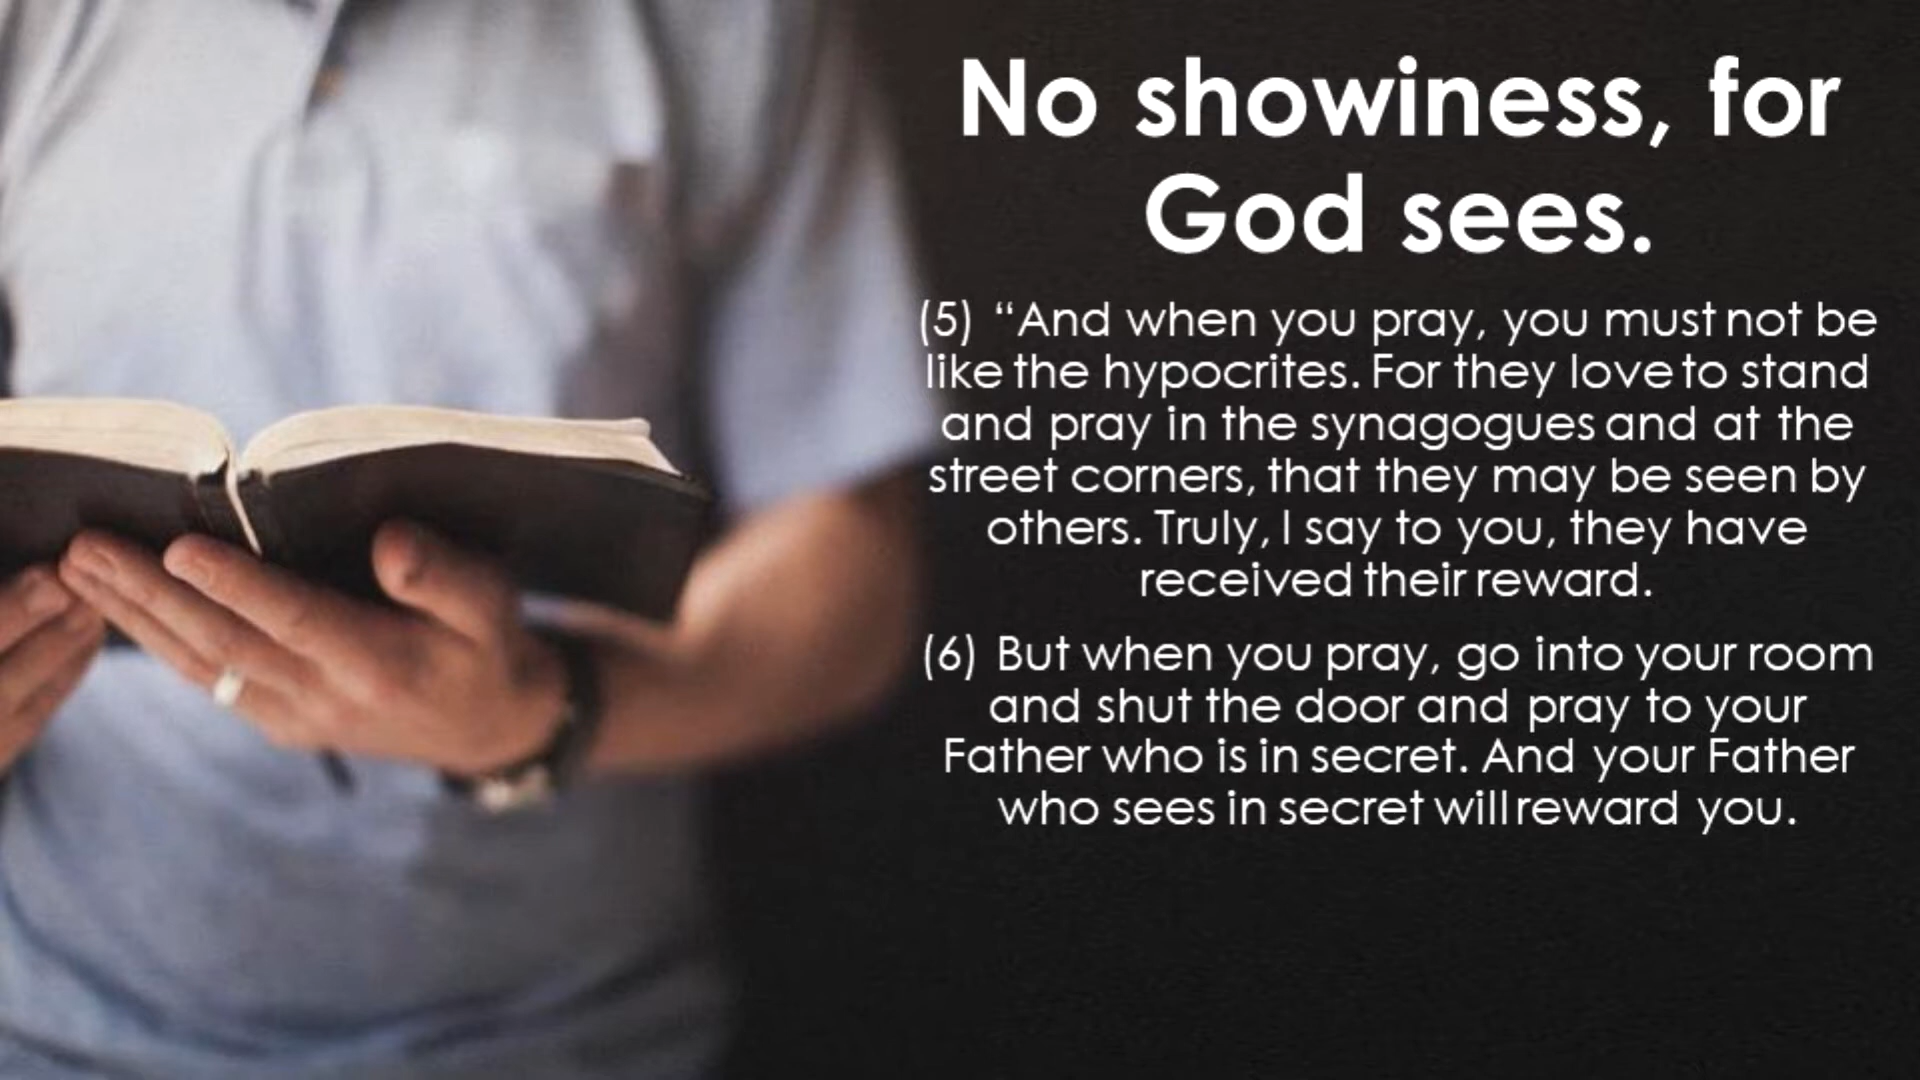 No showiness, for
God sees.
(5) “And when you pray, you must not be
like the hypocrites. For they love to stand
and pray in the synagogues and at the
street corners, that they may be seen by
others. Truly, I say to you, they have
received their reward.
(6) But when you pray, go into your room
and shut the door and pray to your
Father who is in secret. And your Father
who sees in secret will reward you.